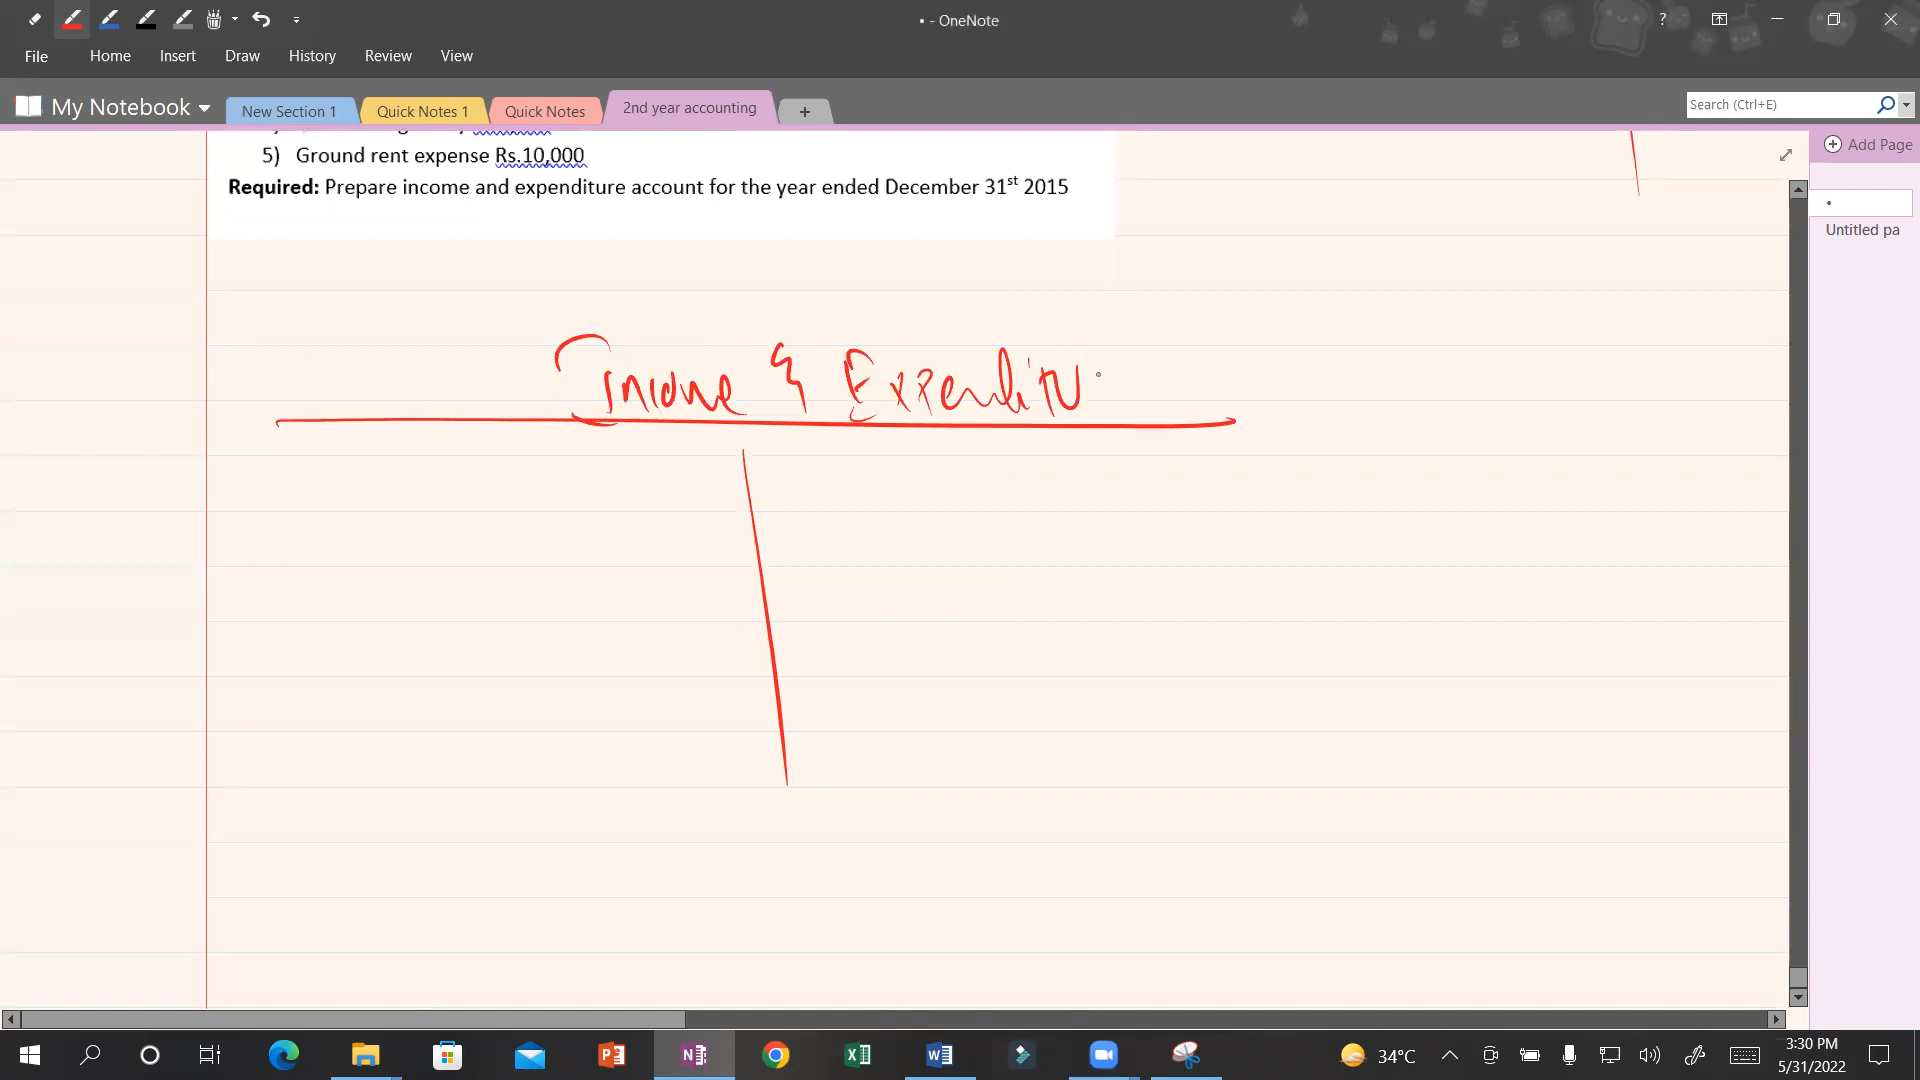 • - OneNote
?
File Home Insert Draw History Review View
My Notebook New Section 1 Quick Notes 1 Quick Notes 2nd year accounting +
Search (Ctrl+E)
Add Page
5) Ground rent expense Rs.10,000
Required: Prepare income and expenditure account for the year ended December 31st 2015
•
Untitled pa
Income & Expenditu
34°C
3:30 PM
5/31/2022